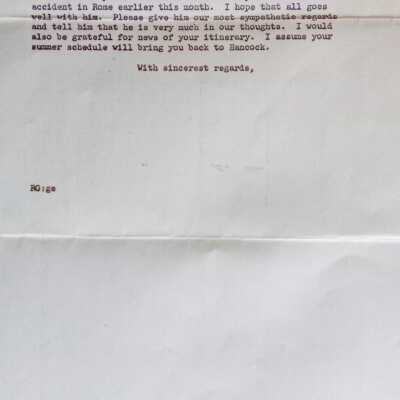 accident in Rome earlier this month.  I hope that all goes
well with him.  Please give him our most sympathetic regards
and tell him that he is very much in our thoughts.  I would
also be grateful for news of your itinerary.  I assume your
summer schedule will bring you back to Hancock.
With sincerest regards,
RG:ge